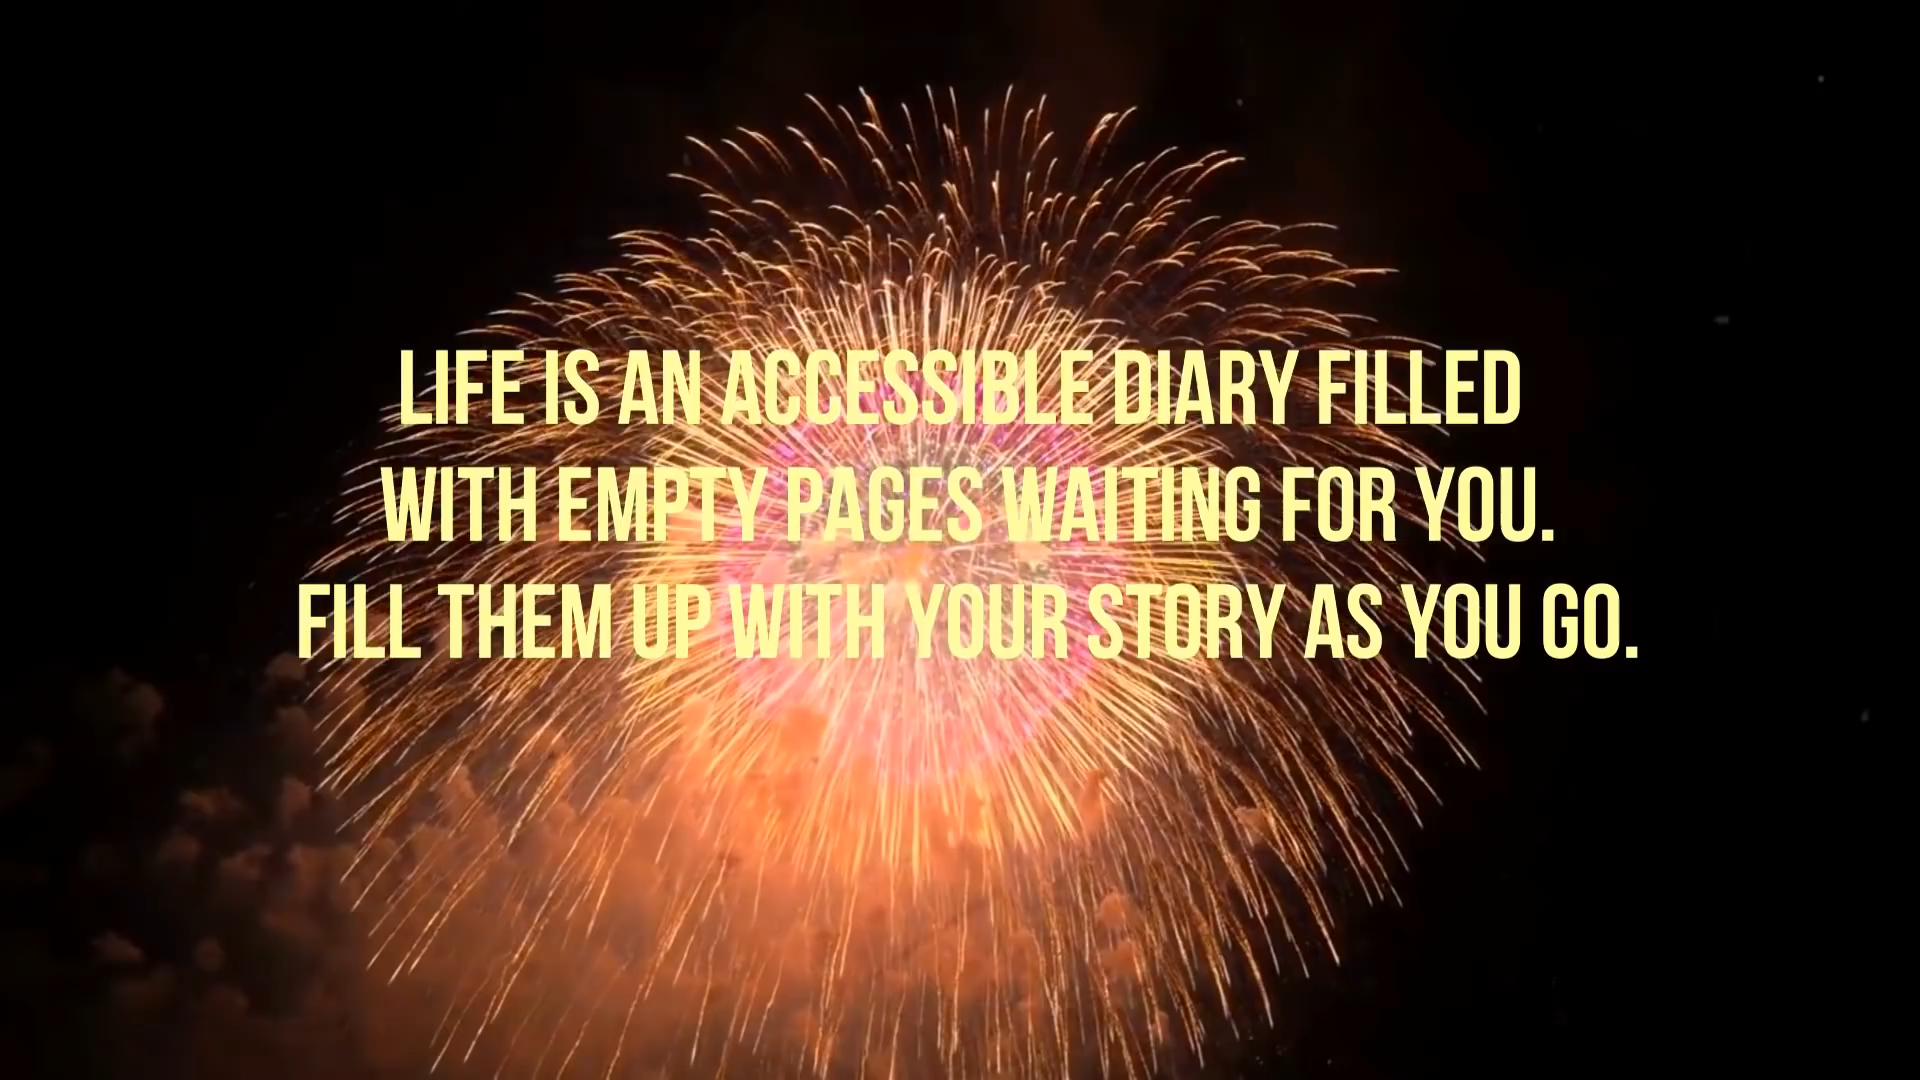 LIFE IS AN ACCESSIBLE DIARY FILLED
WITH EMPTY PAGES WAITING FOR YOU.
FILL THEM UP WITH YOUR STORY AS YOU GO.